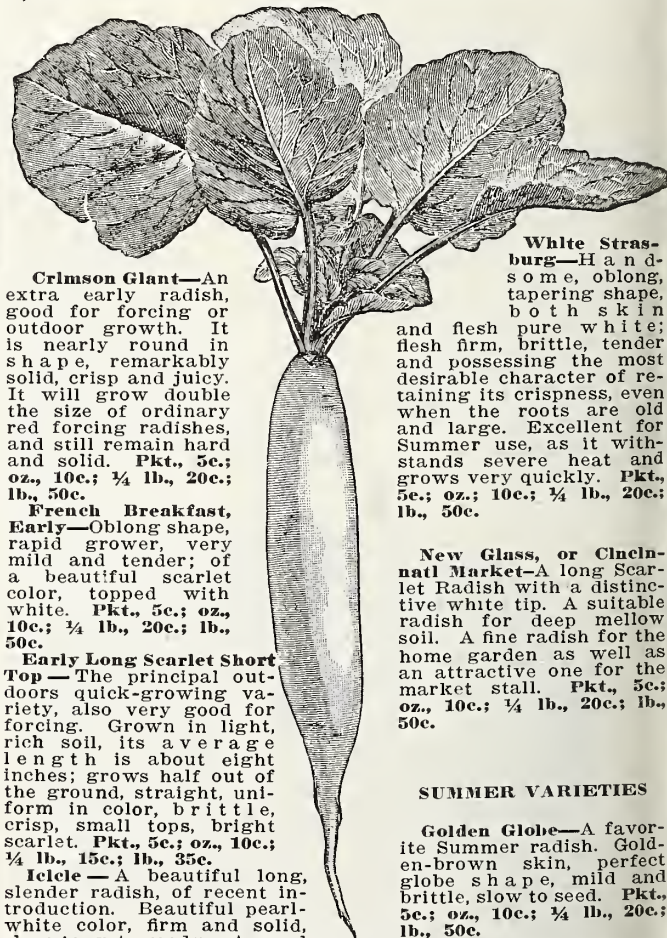 Crimson Giant—An
extra early radish,
good for forcing or
outdoor growth. It
is nearly round in
shape, remarkably
solid, crisp and juicy.
It will grow double
the size of ordinary
red forcing radishes,
and still remain hard
and solid. Pkt., 5c.;
oz., 10c.; ¼ lb., 20c.;
lb., 50c.
French Breakfast,
Early—Oblong shape,
rapid grower, very
mild and tender; of
a beautiful scarlet
color, topped with
white. Pkt., 5c.; oz.,
10c.; ¼ lb., 20c.; lb.,
50c.
Early Long Scarlet Short
Top—The principal out-
doors quick-growing va-
riety, also very good for
forcing. Grown in light,
rich soil, its average
length is about eight
inches; grows half out of
the ground, straight, uni-
form in color, brittle,
crisp, small tops, bright
scarlet. Pkt., 5c.; oz., 10c.;
¼ lb., 15c.; lb., 35c.
Icicle—A beautiful long,
slender radish, of recent in-
troduction. Beautiful pearl-
white color, firm and solid,
White Stras-
burg—Hand-
some, oblong,
tapering shape,
both skin
and flesh pure white;
flesh firm, brittle, tender
and possessing the most
desirable character of re-
taining its crispness, even
when the roots are old
and large. Excellent for
Summer use, as it with-
stands severe heat and
grows very quickly. Pkt.,
5c.; oz.; 10c.; ¼ lb., 20c.;
lb., 50c.
New Glass, or Cincin-
nati Market—A long Scar-
let Radish with a distinc-
tive white tip. A suitable
radish for deep mellow
soil. A fine radish for the
home garden as well as
an attractive one for the
market stall. Pkt., 5c.;
oz., 10c.; ¼ lb., 20c.; lb.,
50c.
SUMMER VARIETIES
Golden Globe—A favor-
ite Summer radish. Gold-
en-brown skin, perfect
globe shape, mild and
brittle, slow to seed. Pkt.,
5c.; oz., 10c.; ¼ lb., 20c.;
lb., 50c.